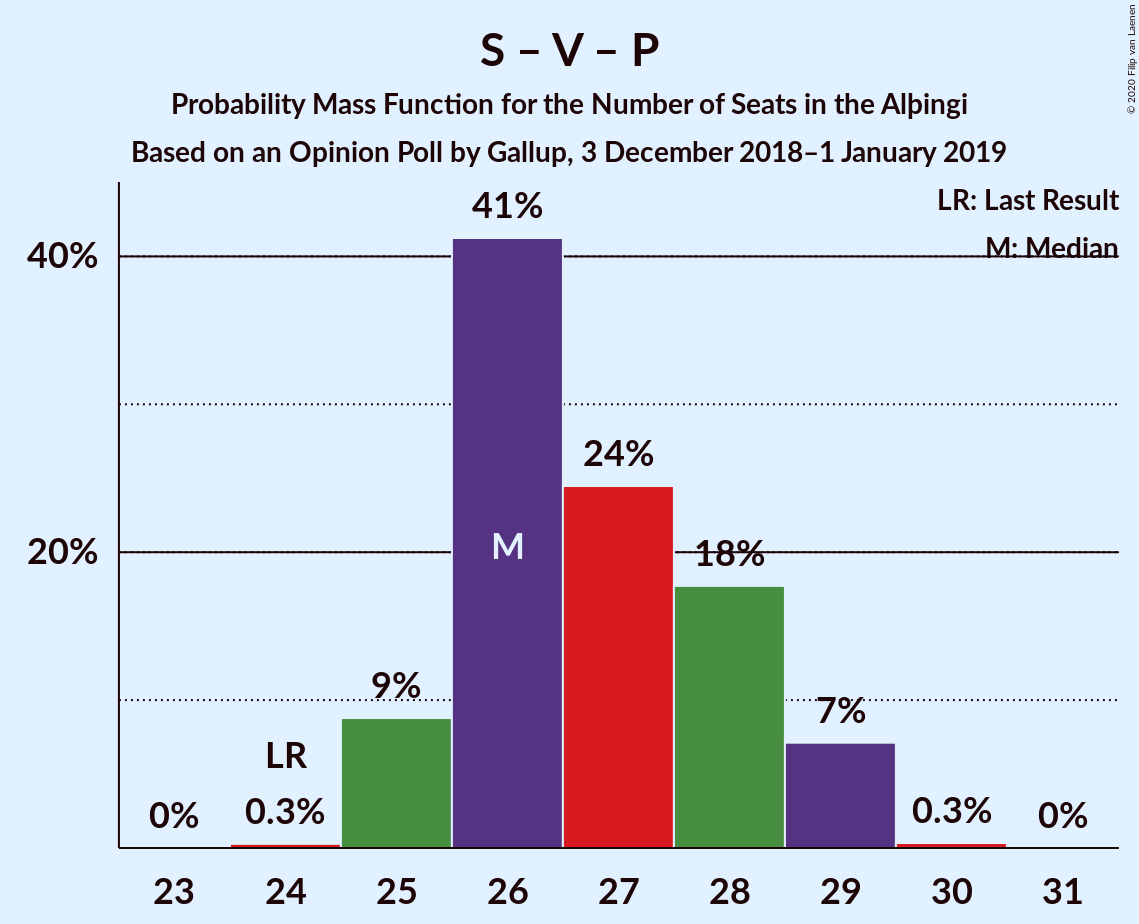 S – V – P
Probability Mass Function for the Number of Seats in the Alþingi
Based on an Opinion Poll by Gallup, 3 December 2018–1 January 2019
© 2020 Filip van Laenen
LR: Last Result
M: Median
40%
20%
41%
24%
18%
9%
7%
LR
0%
0.3%
0.3%
0%
M
23 24 25 26 27 28 29 30 31